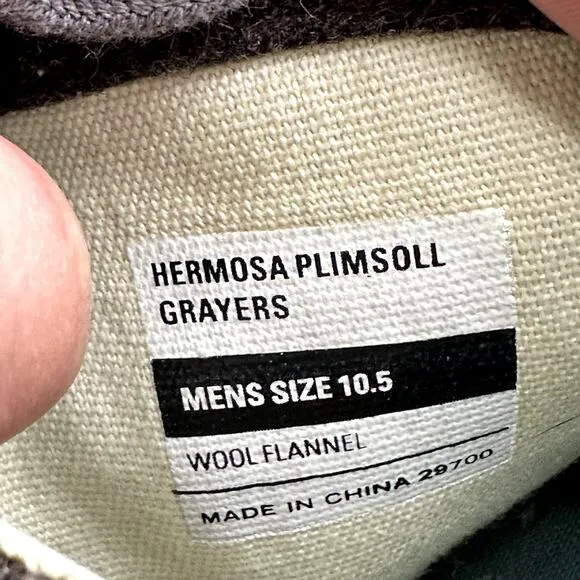 HERMOSA PLIMSOLL
GRAYERS
MENS SIZE 10.5
WOOL FLANNEL
MADE IN CHINA 29700